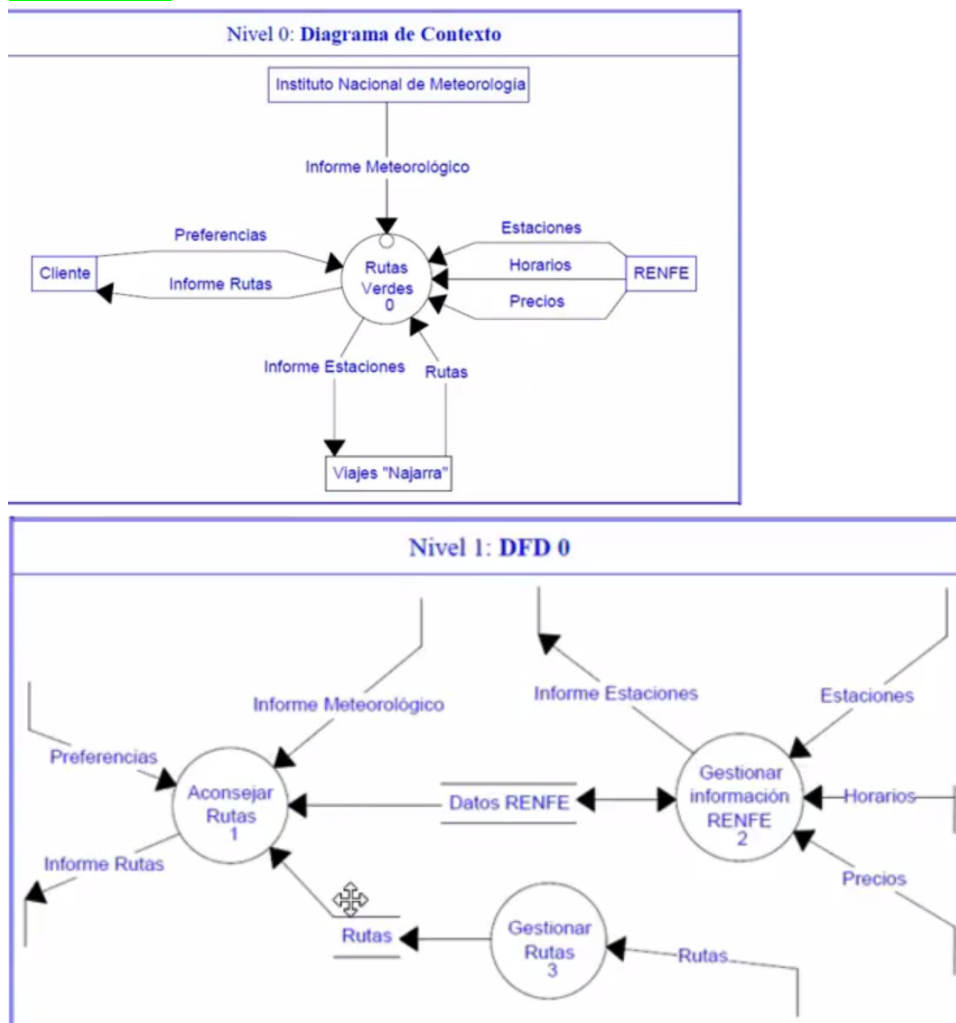 Nivel 0: Diagrama de Contexto
Instituto Nacional de Meteorología
Informe Meteorológico
Preferencias
Estaciones
Cliente
Informe Rutas
Rutas
Verdes
0
Horarios
RENFE
Precios
Informe Estaciones
Rutas
Viajes "Najarra"
Nivel 1: DFD 0
Informe Meteorológico
Informe Estaciones
Estaciones
Preferencias
Aconsejar
Rutas
1
Datos RENFE
Gestionar
información
RENFE
2
Horarios
Informe Rutas
Precios
Rutas
Gestionar
Rutas
3
Rutas